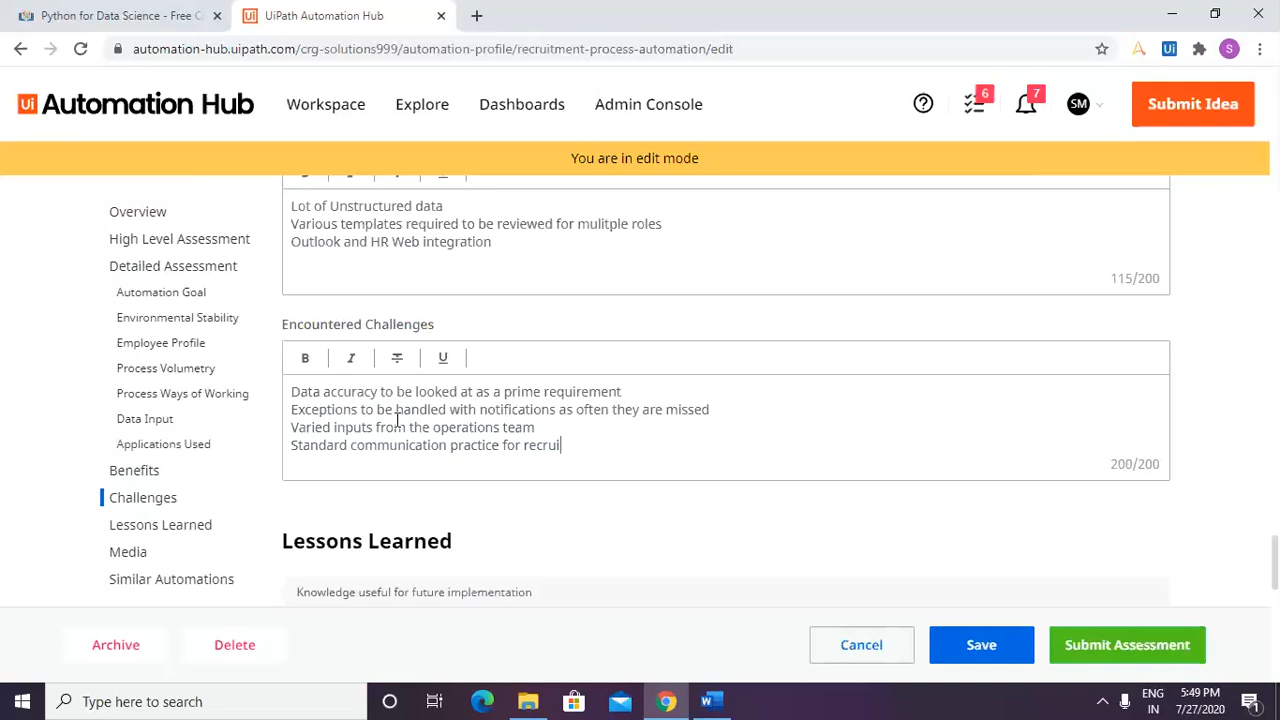 Python for Data Science - Free C
UiPath Automation Hub
automation-hub.uipath.com/crg-solutions999/automation-profile/recruitment-process-automation/edit
Ui
S
Ui Automation Hub
Workspace
Explore
Dashboards
Admin Console
6
7
SM
Submit Idea
You are in edit mode
Overview
High Level Assessment
Detailed Assessment
Automation Goal
Environmental Stability
Employee Profile
Process Volumetry
Process Ways of Working
Data Input
Applications Used
Benefits
Challenges
Lessons Learned
Media
Similar Automations
Lot of Unstructured data
Various templates required to be reviewed for mulitple roles
Outlook and HR Web integration
115/200
Encountered Challenges
B I U
Data accuracy to be looked at as a prime requirement
Exceptions to be handled with notifications as often they are missed
Varied inputs from the operations team
Standard communication practice for recrui
200/200
Lessons Learned
Knowledge useful for future implementation
Archive
Delete
Cancel
Save
Submit Assessment
Type here to search
ENG
IN
5:49 PM
7/27/2020
1